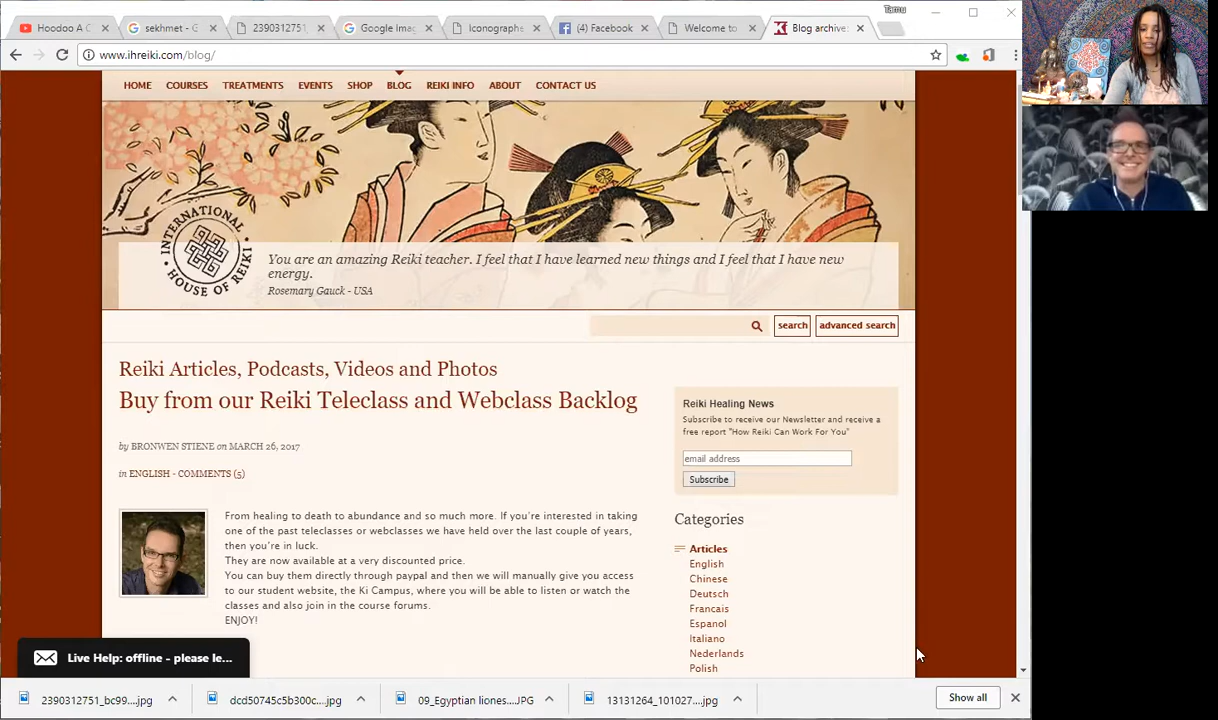 Tamu
Hoodoo A C
sekhmet - G
2390312751_
Google Imag
Iconographe
(4) Facebook
Welcome to
Blog archive
www.ihreiki.com/blog/
HOME COURSES TREATMENTS EVENTS SHOP BLOG REIKI INFO ABOUT CONTACT US
INTERNATIONAL HOUSE OF REIKI
You are an amazing Reiki teacher. I feel that I have learned new things and I feel that I have new
energy.
Rosemary Gauck - USA
search
advanced search
Reiki Articles, Podcasts, Videos and Photos
Buy from our Reiki Teleclass and Webclass Backlog
by BRONWEN STIENE on MARCH 26, 2017
in ENGLISH - COMMENTS (5)
From healing to death to abundance and so much more. If you're interested in taking
one of the past teleclasses or webclasses we have held over the last couple of years,
then you're in luck.
They are now available at a very discounted price.
You can buy them directly through paypal and then we will manually give you access
to our student website, the Ki Campus, where you will be able to listen or watch the
classes and also join in the course forums.
ENJOY!
Reiki Healing News
Subscribe to receive our Newsletter and receive a
free report "How Reiki Can Work For You"
email address
Subscribe
Categories
Articles
English
Chinese
Deutsch
Francais
Espanol
Italiano
Nederlands
Polish
Live Help: offline - please le...
2390312751_bc99...jpg
dcd50745c5b300c...jpg
09_Egyptian liones....JPG
13131264_101027...jpg
Show all